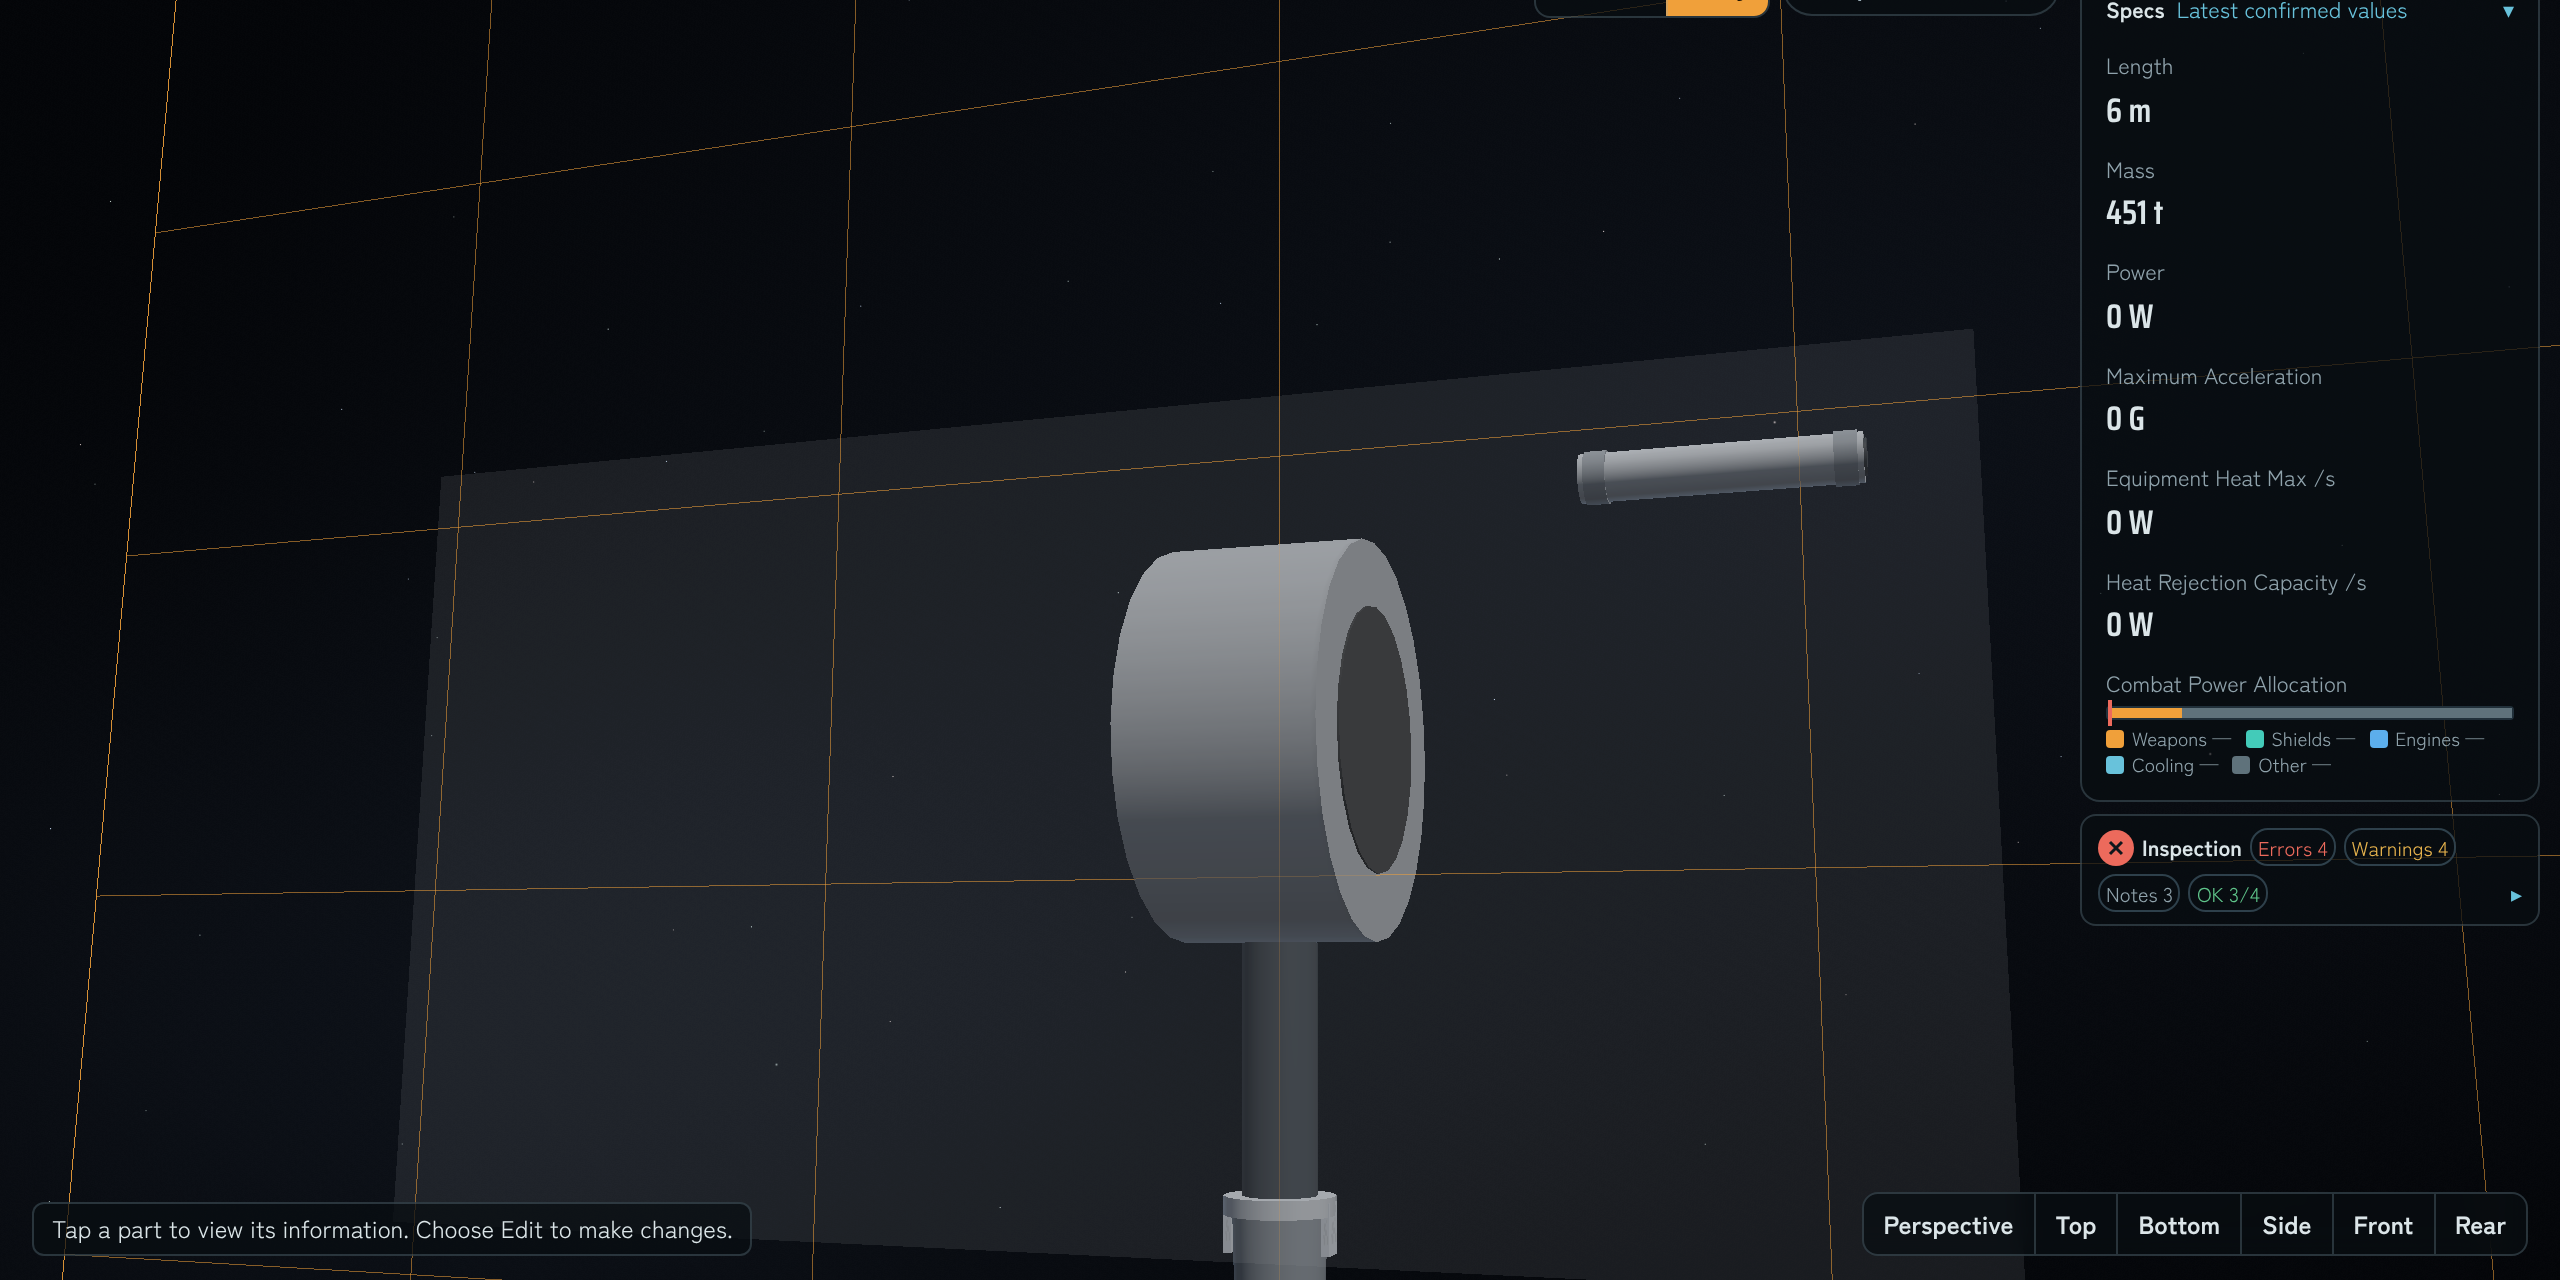 Specs Latest confirmed values ▼
Length
6 m
Mass
451 t
Power
0 W
Maximum Acceleration
0 G
Equipment Heat Max /s
0 W
Heat Rejection Capacity /s
0 W
Combat Power Allocation
Weapons — Shields — Engines —
Cooling — Other —
Inspection Errors 4 Warnings 4
Notes 3 OK 3/4
Tap a part to view its information. Choose Edit to make changes.
Perspective Top Bottom Side Front Rear